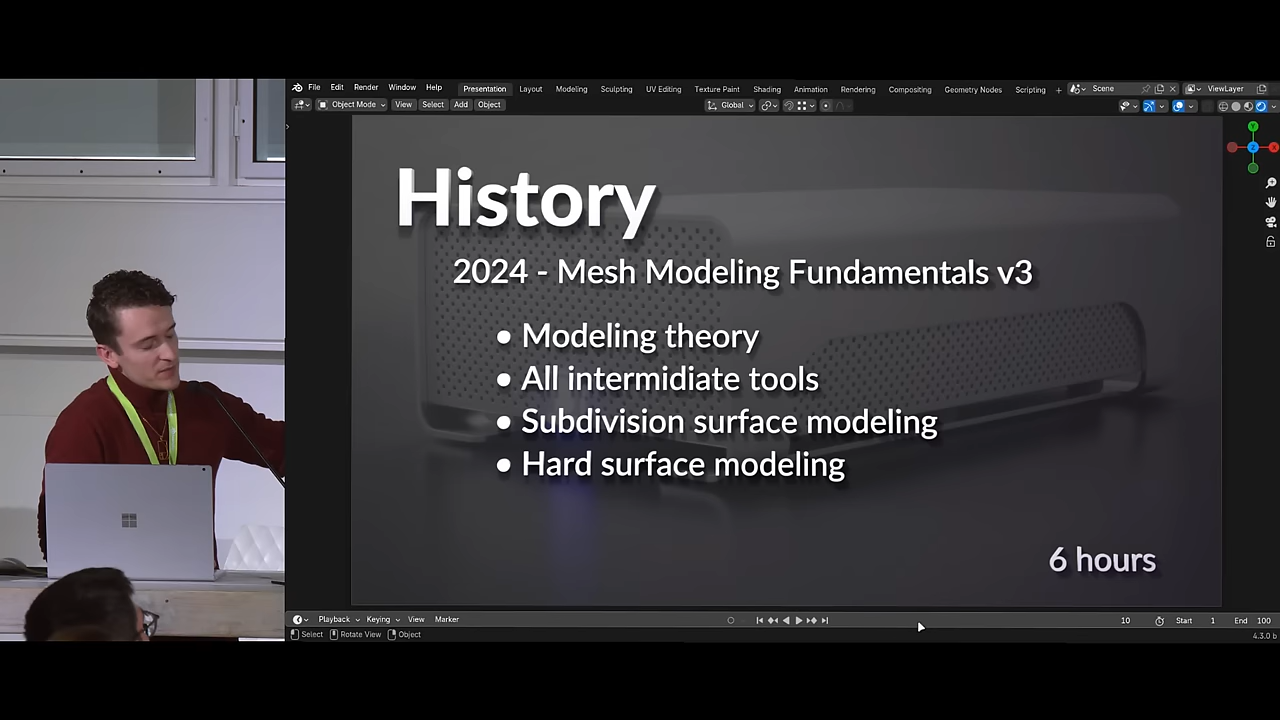 File Edit Render Window Help Presentation Layout Modeling Sculpting UV Editing Texture Paint Shading Animation Rendering Compositing Geometry Nodes Scripting + Scene ViewLayer
Object Mode View Select Add Object Global
History
2024 - Mesh Modeling Fundamentals v3
• Modeling theory
• All intermidiate tools
• Subdivision surface modeling
• Hard surface modeling
6 hours
Playback Keying View Marker 10 Start 1 End 100
Select Rotate View Object 4.3.0 b